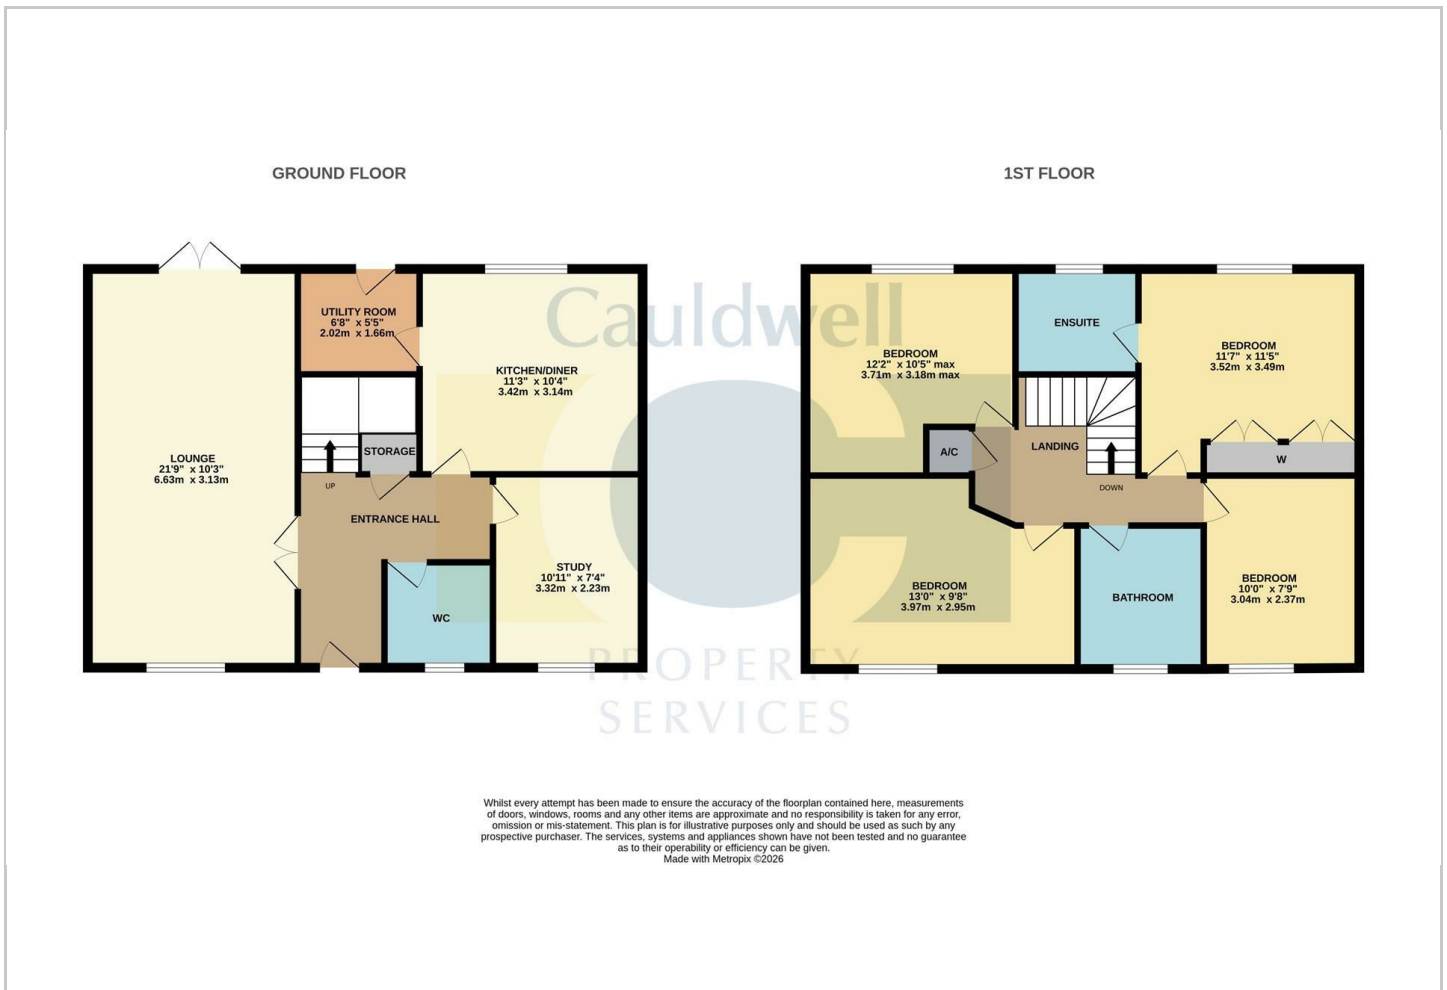 GROUND FLOOR
1ST FLOOR
LOUNGE
21'9" x 10'3"
6.63m x 3.13m
UTILITY ROOM
6'8" x 5'5"
2.02m x 1.66m
KITCHEN/DINER
11'3" x 10'4"
3.42m x 3.14m
STORAGE
UP
ENTRANCE HALL
STUDY
10'11" x 7'4"
3.32m x 2.23m
WC
BEDROOM
12'2" x 10'5" max
3.71m x 3.18m max
ENSUITE
BEDROOM
11'7" x 11'5"
3.52m x 3.49m
A/C
LANDING
W
DOWN
BEDROOM
13'0" x 9'8"
3.97m x 2.95m
BATHROOM
BEDROOM
10'0" x 7'9"
3.04m x 2.37m
Cauldwell
PROPERTY
SERVICES
Whilst every attempt has been made to ensure the accuracy of the floorplan contained here, measurements
of doors, windows, rooms and any other items are approximate and no responsibility is taken for any error,
omission or mis-statement. This plan is for illustrative purposes only and should be used as such by any
prospective purchaser. The services, systems and appliances shown have not been tested and no guarantee
as to their operability or efficiency can be given.
Made with Metropix ©2026